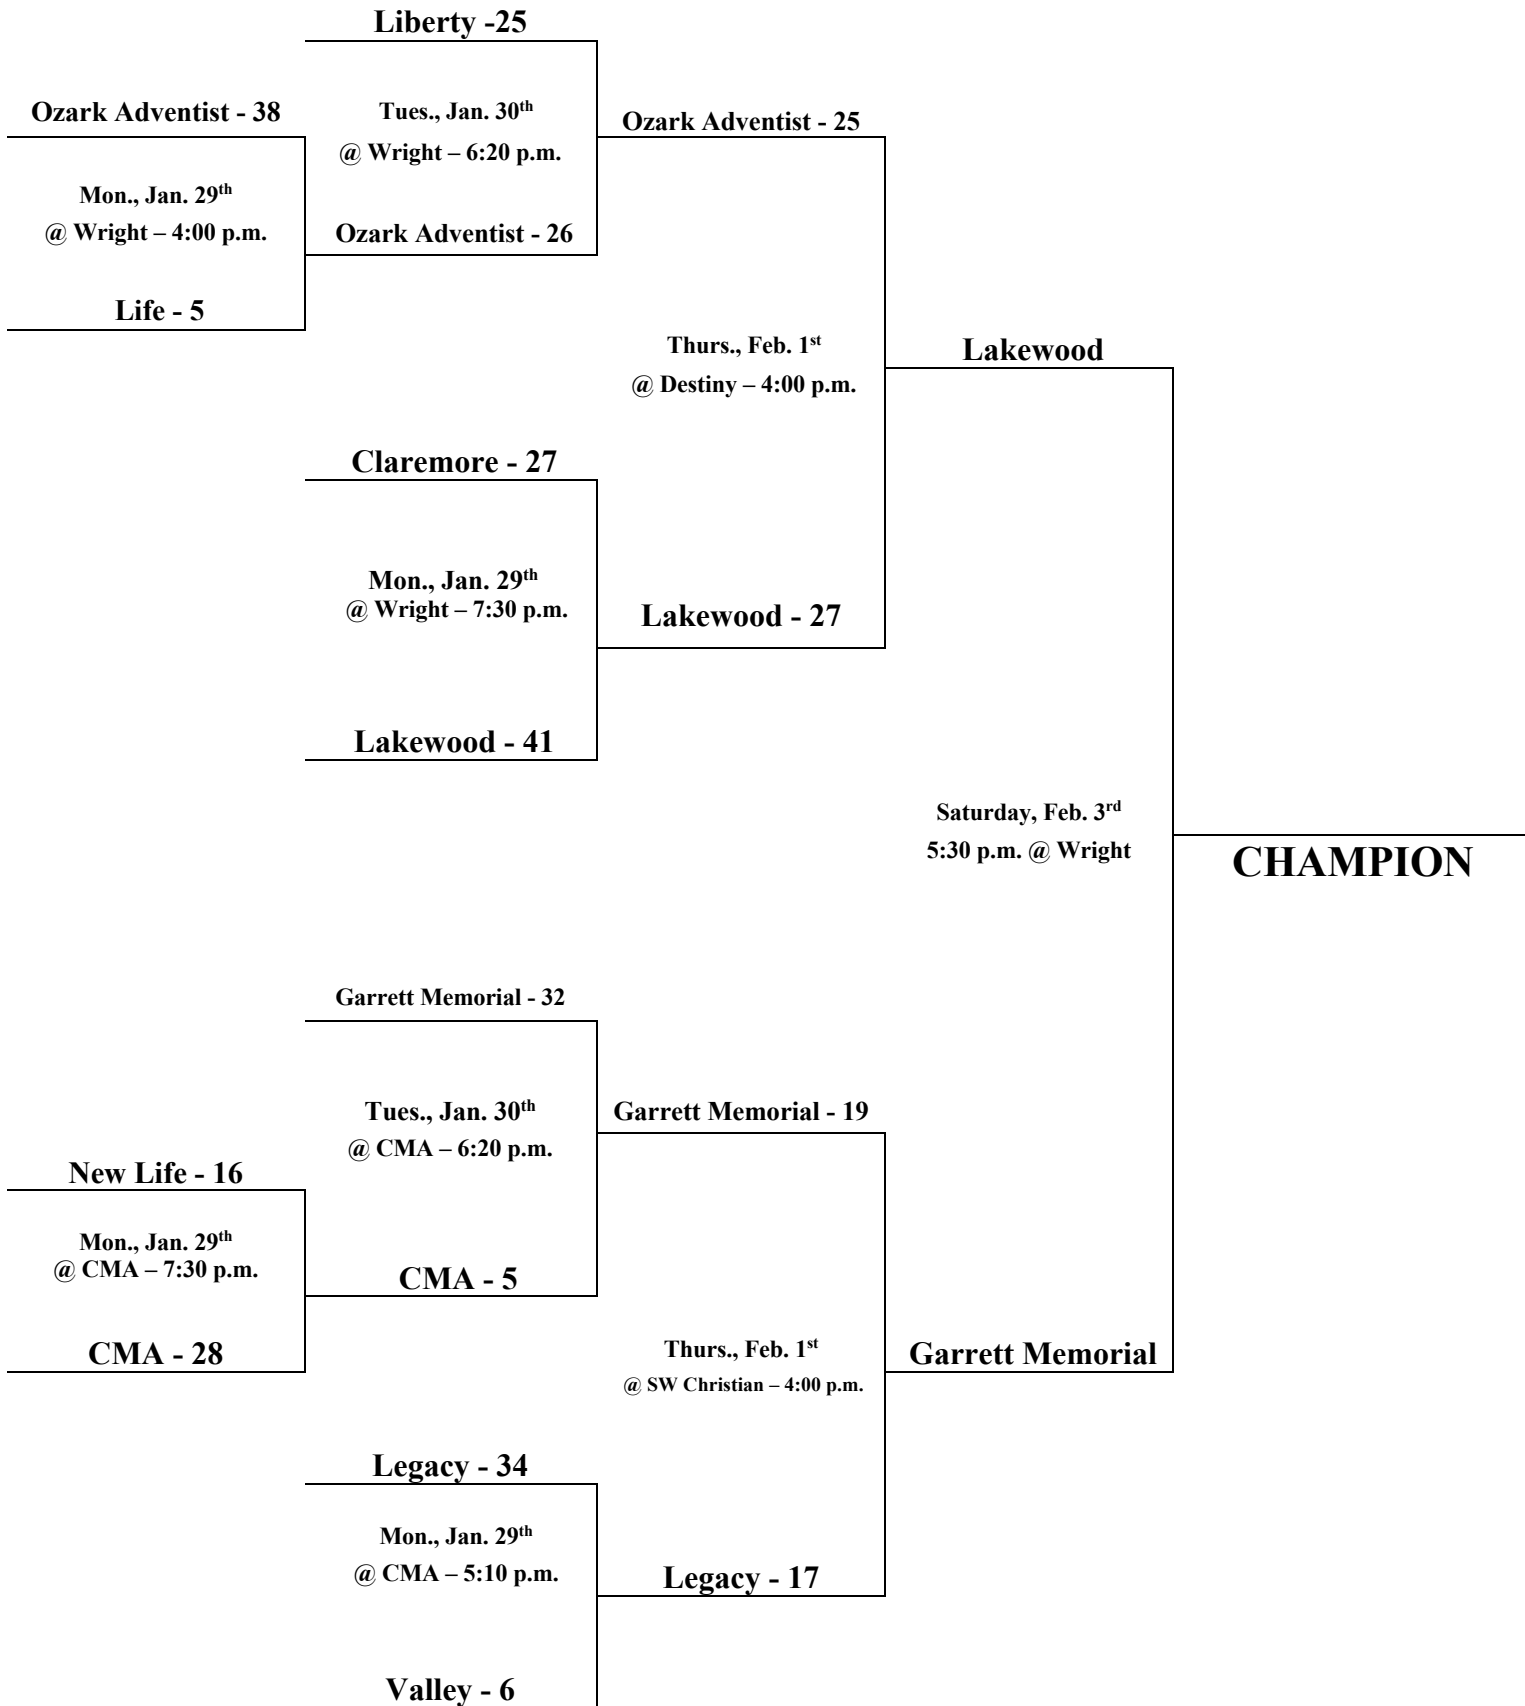 Liberty -25
Ozark Adventist - 38
Tues., Jan. 30th
@ Wright – 6:20 p.m.
Ozark Adventist - 25
Mon., Jan. 29th
@ Wright – 4:00 p.m.
Ozark Adventist - 26
Life - 5
Thurs., Feb. 1st
@ Destiny – 4:00 p.m.
Lakewood
Claremore - 27
Mon., Jan. 29th
@ Wright – 7:30 p.m.
Lakewood - 27
Lakewood - 41
Saturday, Feb. 3rd
5:30 p.m. @ Wright
CHAMPION
Garrett Memorial - 32
Tues., Jan. 30th
@ CMA – 6:20 p.m.
Garrett Memorial - 19
New Life - 16
Mon., Jan. 29th
@ CMA – 7:30 p.m.
CMA - 5
CMA - 28
Thurs., Feb. 1st
@ SW Christian – 4:00 p.m.
Garrett Memorial
Legacy - 34
Mon., Jan. 29th
@ CMA – 5:10 p.m.
Legacy - 17
Valley - 6